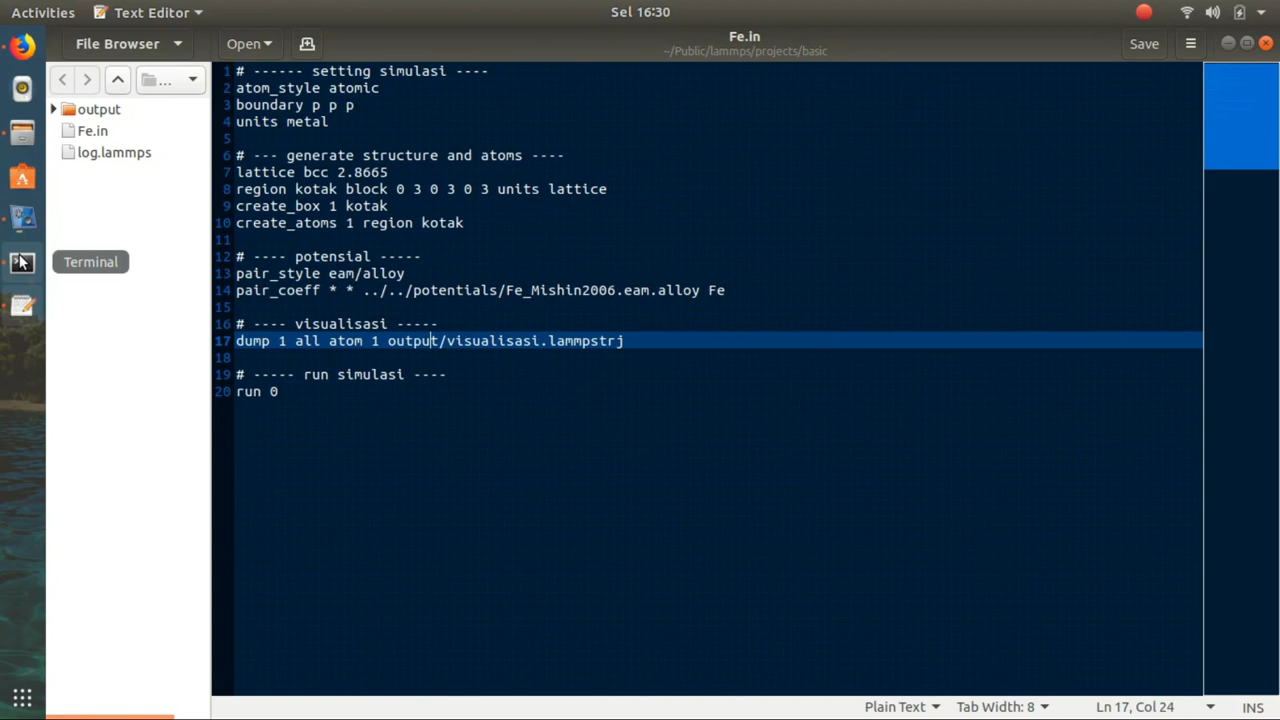 Activities
Text Editor
Sel 16:30
File Browser
Open
Fe.in
~/Public/lammps/projects/basic
Save
...
output
Fe.in
log.lammps
Terminal
1 # ------ setting simulasi ----
2 atom_style atomic
3 boundary p p p
4 units metal
5
6 # --- generate structure and atoms ----
7 lattice bcc 2.8665
8 region kotak block 0 3 0 3 0 3 units lattice
9 create_box 1 kotak
10 create_atoms 1 region kotak
11
12 # ---- potensial -----
13 pair_style eam/alloy
14 pair_coeff * * ../../potentials/Fe_Mishin2006.eam.alloy Fe
15
16 # ---- visualisasi -----
17 dump 1 all atom 1 output/visualisasi.lammpstrj
18
19 # ----- run simulasi ----
20 run 0
Plain Text
Tab Width: 8
Ln 17, Col 24
INS